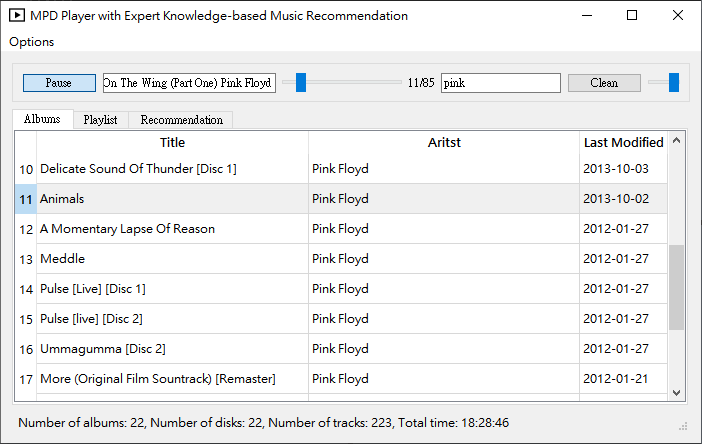 MPD Player with Expert Knowledge-based Music Recommendation
Options
Pause On The Wing (Part One) Pink Floyd 11/85 pink Clean
Albums Playlist Recommendation
Title Aritst Last Modified
10 Delicate Sound Of Thunder [Disc 1] Pink Floyd 2013-10-03
11 Animals Pink Floyd 2013-10-02
12 A Momentary Lapse Of Reason Pink Floyd 2012-01-27
13 Meddle Pink Floyd 2012-01-27
14 Pulse [Live] [Disc 1] Pink Floyd 2012-01-27
15 Pulse [live] [Disc 2] Pink Floyd 2012-01-27
16 Ummagumma [Disc 2] Pink Floyd 2012-01-27
17 More (Original Film Sountrack) [Remaster] Pink Floyd 2012-01-21
Number of albums: 22, Number of disks: 22, Number of tracks: 223, Total time: 18:28:46